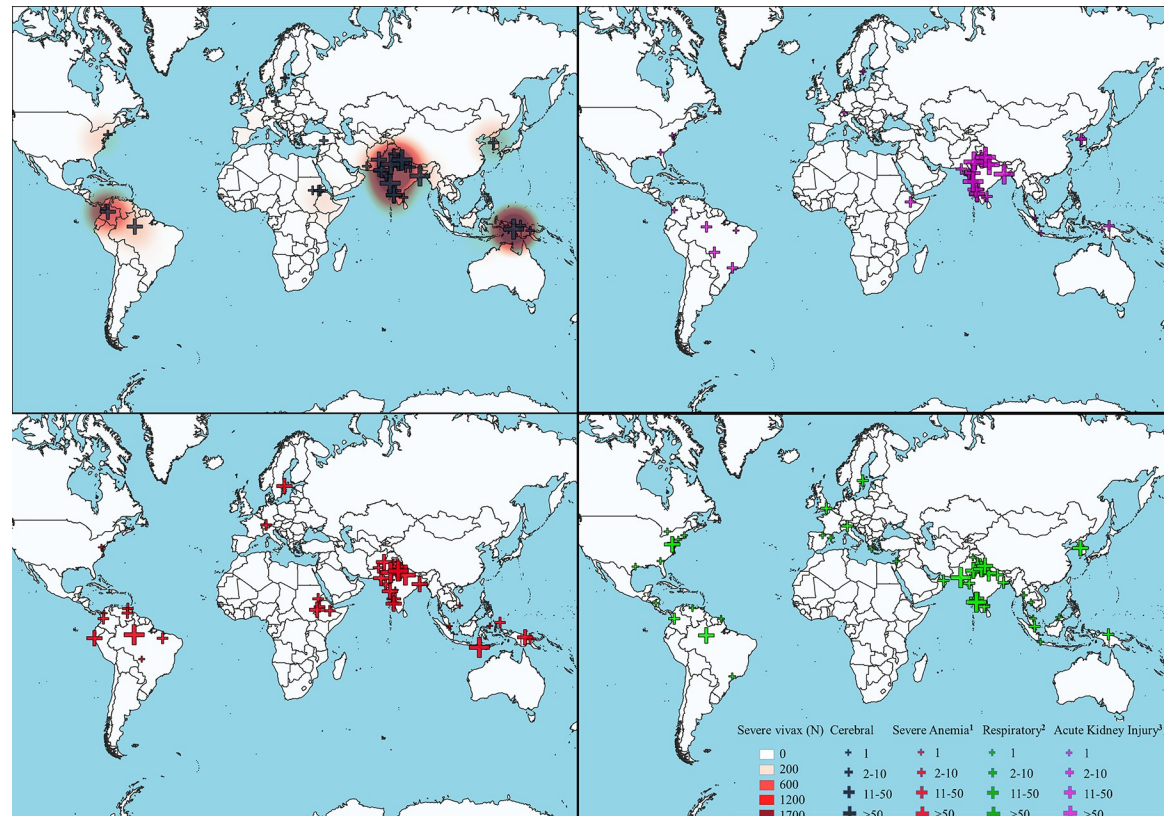 Severe vivax (N) Cerebral Severe Anemia¹ Respiratory² Acute Kidney Injury³
0 1 1 1 1
200 2-10 2-10 2-10 2-10
600
1200 11-50 11-50 11-50 11-50
1700 >50 >50 >50 >50